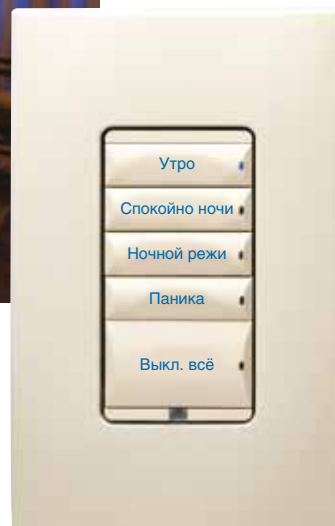 Утро
Спокойно ночи
Ночной режи
Паника
Выкл. всё